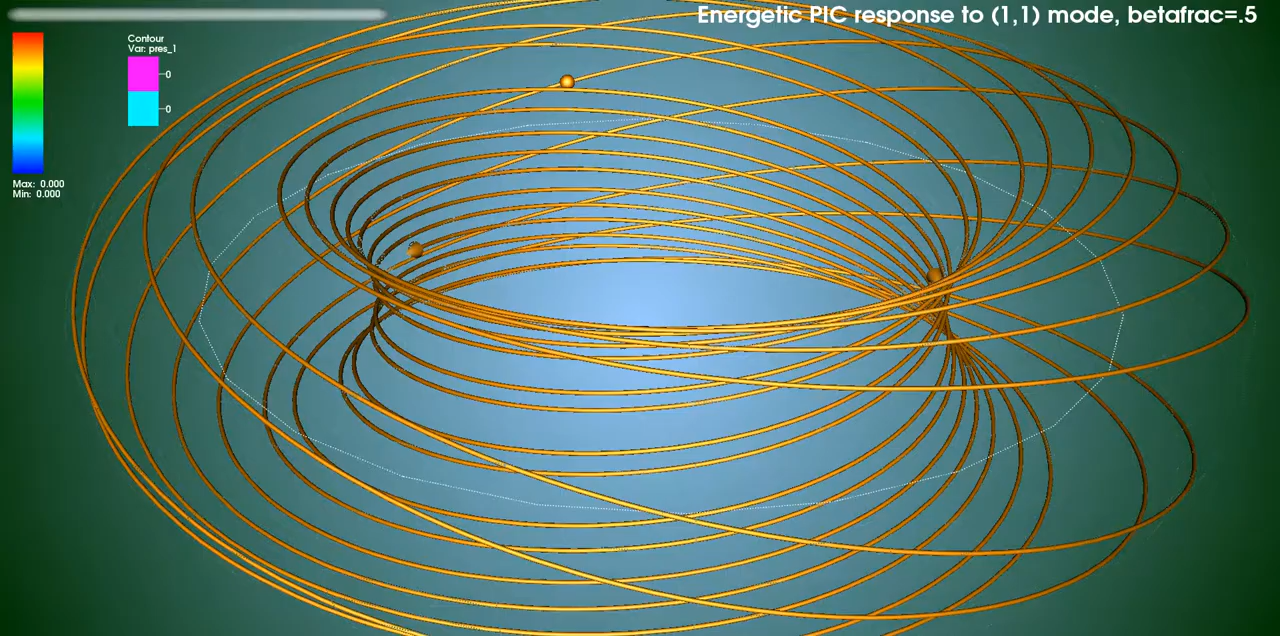 Energetic PIC response to (1,1) mode, betafrac=.5
Contour
Var: pres_1
0
0
Max: 0.000
Min: 0.000